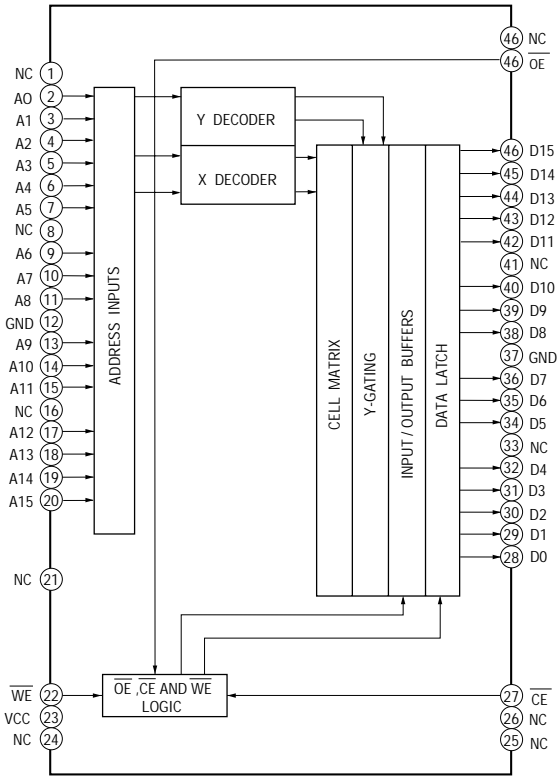 46 NC
46 OE
NC 1
A0 2
A1 3
A2 4
A3 5
A4 6
A5 7
NC 8
A6 9
A7 10
A8 11
GND 12
A9 13
A10 14
A11 15
NC 16
A12 17
A13 18
A14 19
A15 20
NC 21
WE 22
VCC 23
NC 24
ADDRESS INPUTS
Y DECODER
X DECODER
CELL MATRIX
Y-GATING
INPUT/OUTPUT BUFFERS
DATA LATCH
OE ,CE AND WE
LOGIC
46 D15
45 D14
44 D13
43 D12
42 D11
41 NC
40 D10
39 D9
38 D8
37 GND
36 D7
35 D6
34 D5
33 NC
32 D4
31 D3
30 D2
29 D1
28 D0
27 CE
26 NC
25 NC